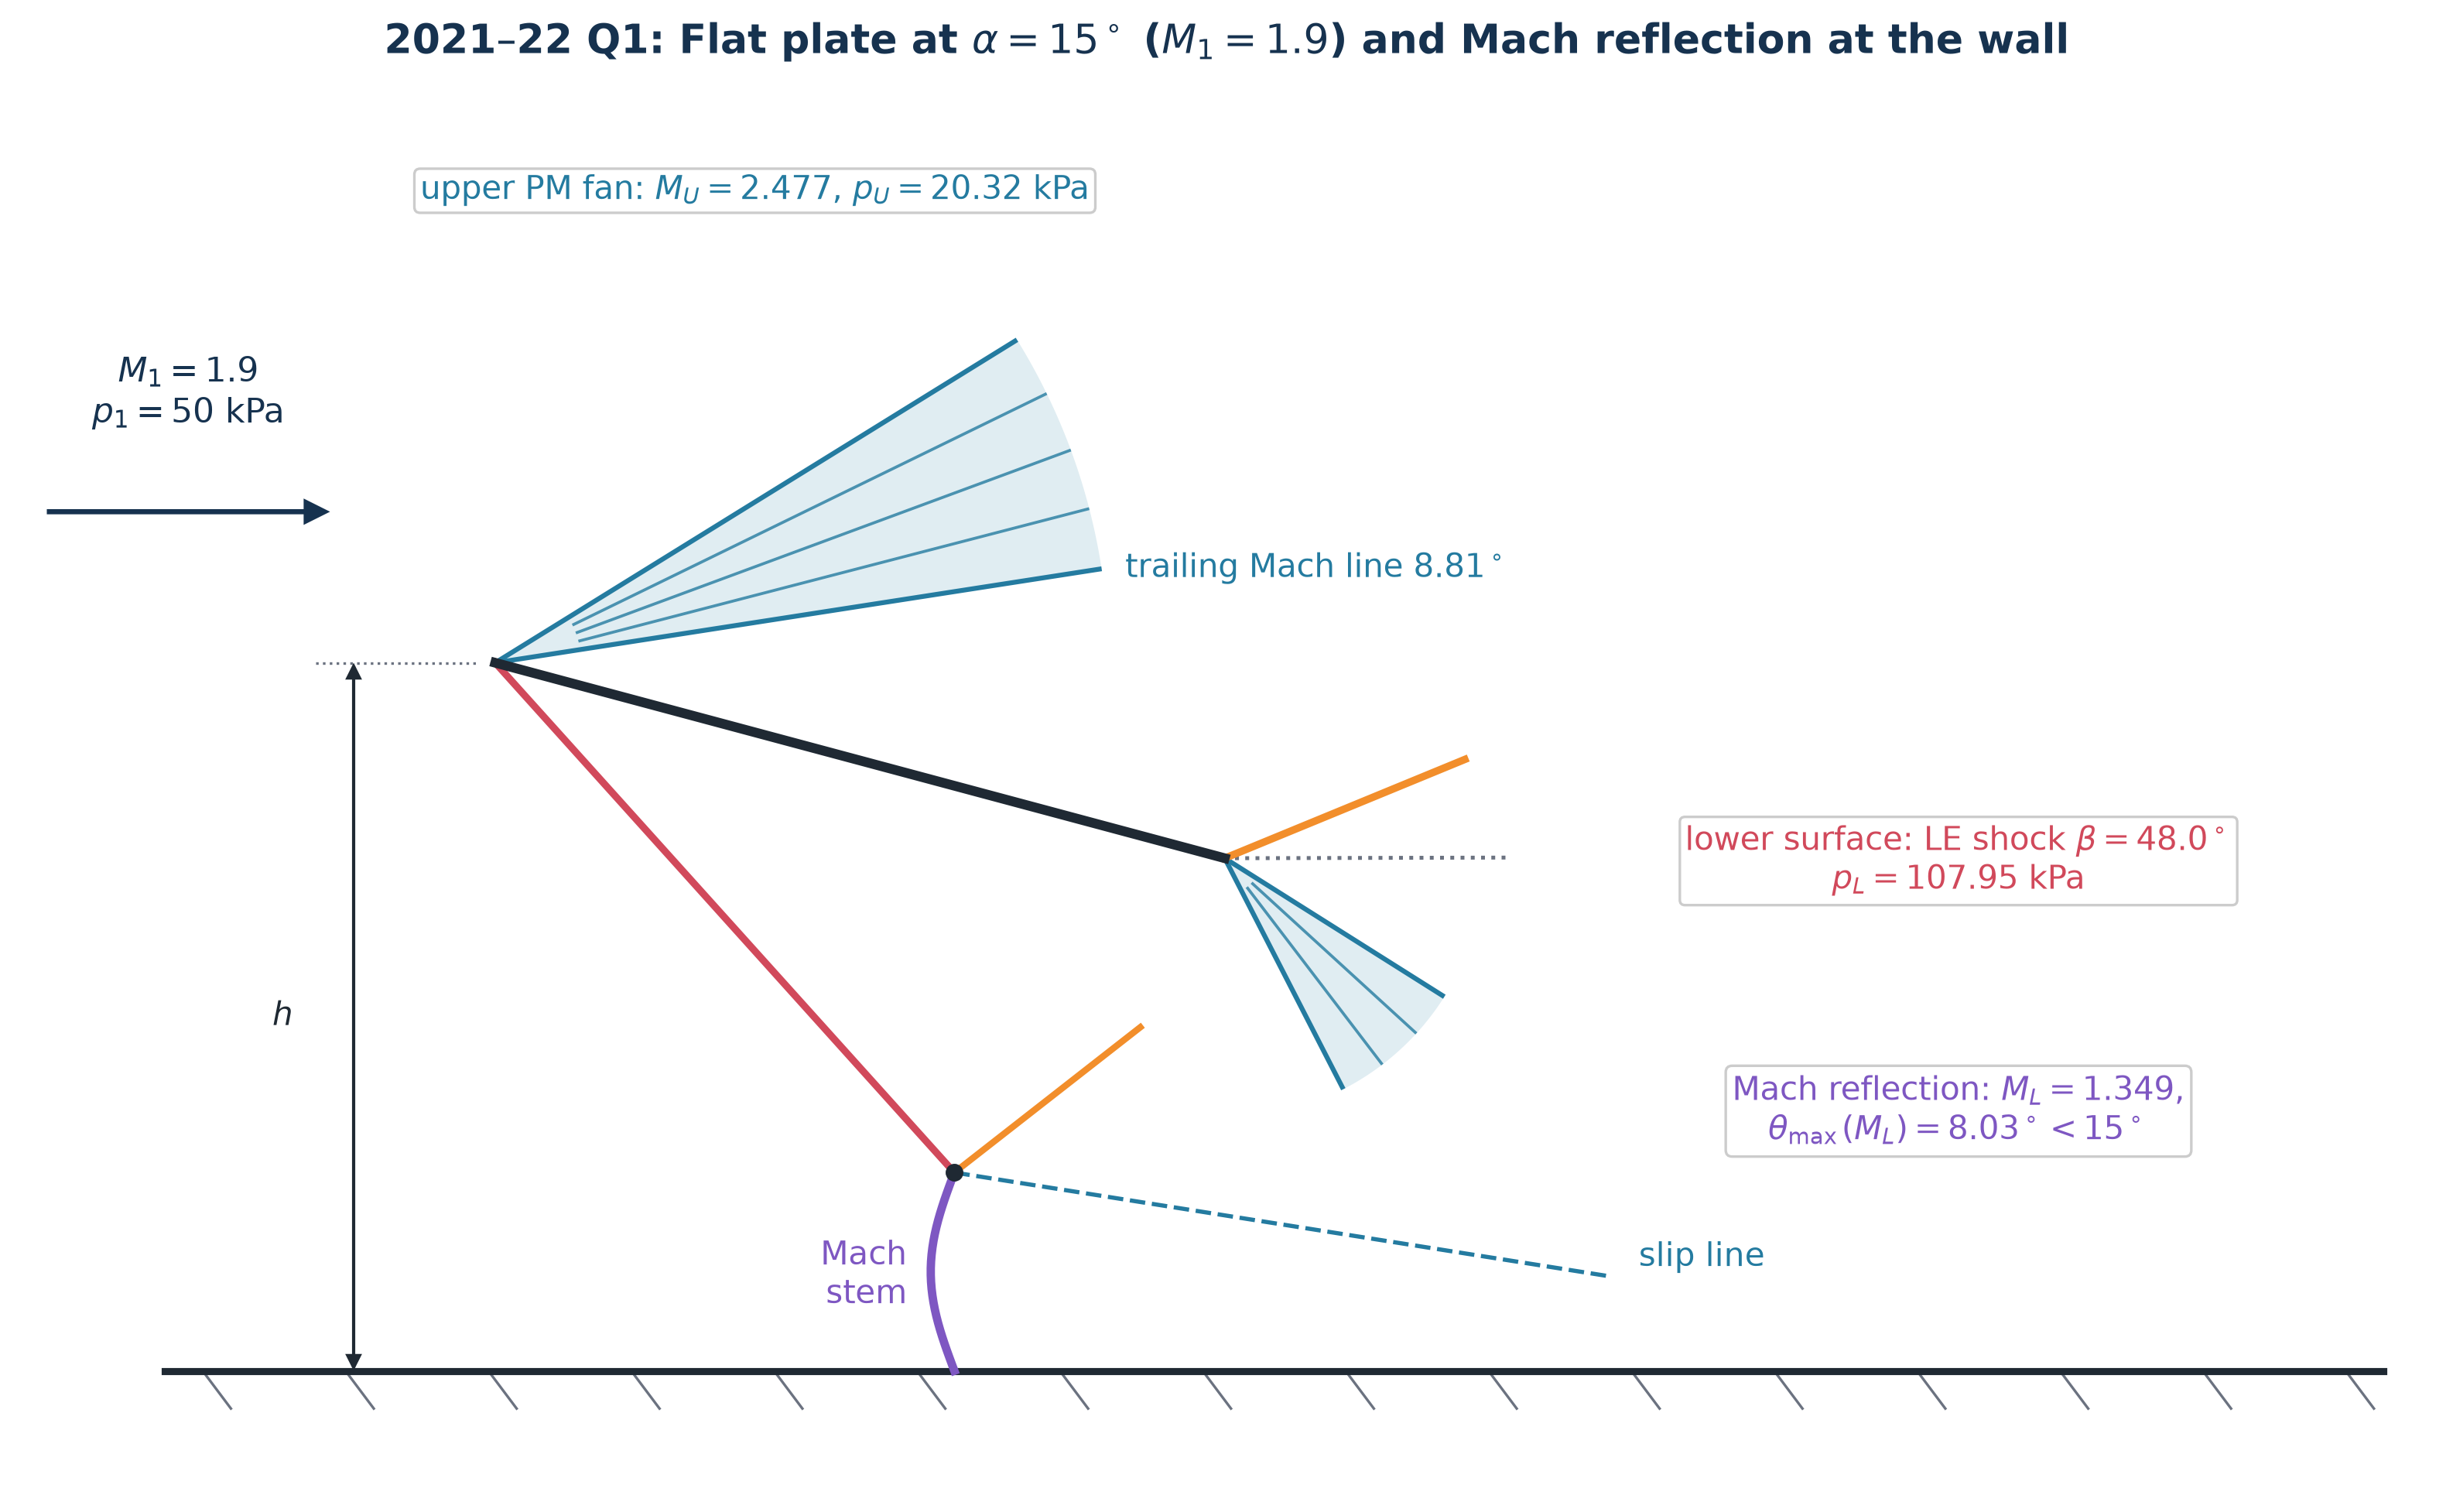 2021–22 Q1: Flat plate at α = 15° (M₁ = 1.9) and Mach reflection at the wall
upper PM fan: M_U = 2.477, p_U = 20.32 kPa
M₁ = 1.9
p₁ = 50 kPa
trailing Mach line 8.81°
lower surface: LE shock β = 48.0°
p_L = 107.95 kPa
h
Mach reflection: M_L = 1.349,
θ_max(M_L) = 8.03° < 15°
Mach
stem
slip line